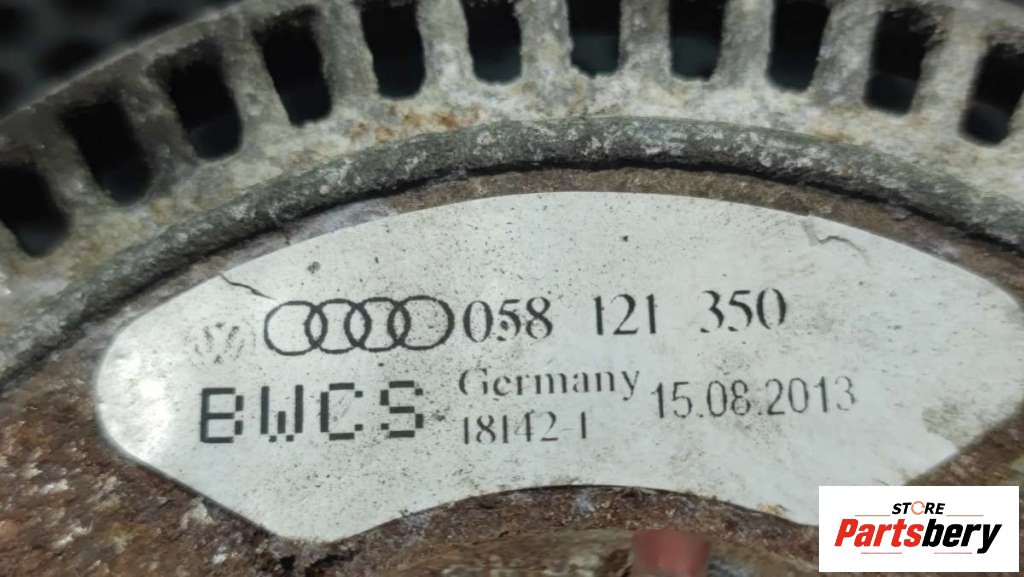 058 121 350
BWCS Germany 15.08.2013
18142-1
STORE
Partsbery